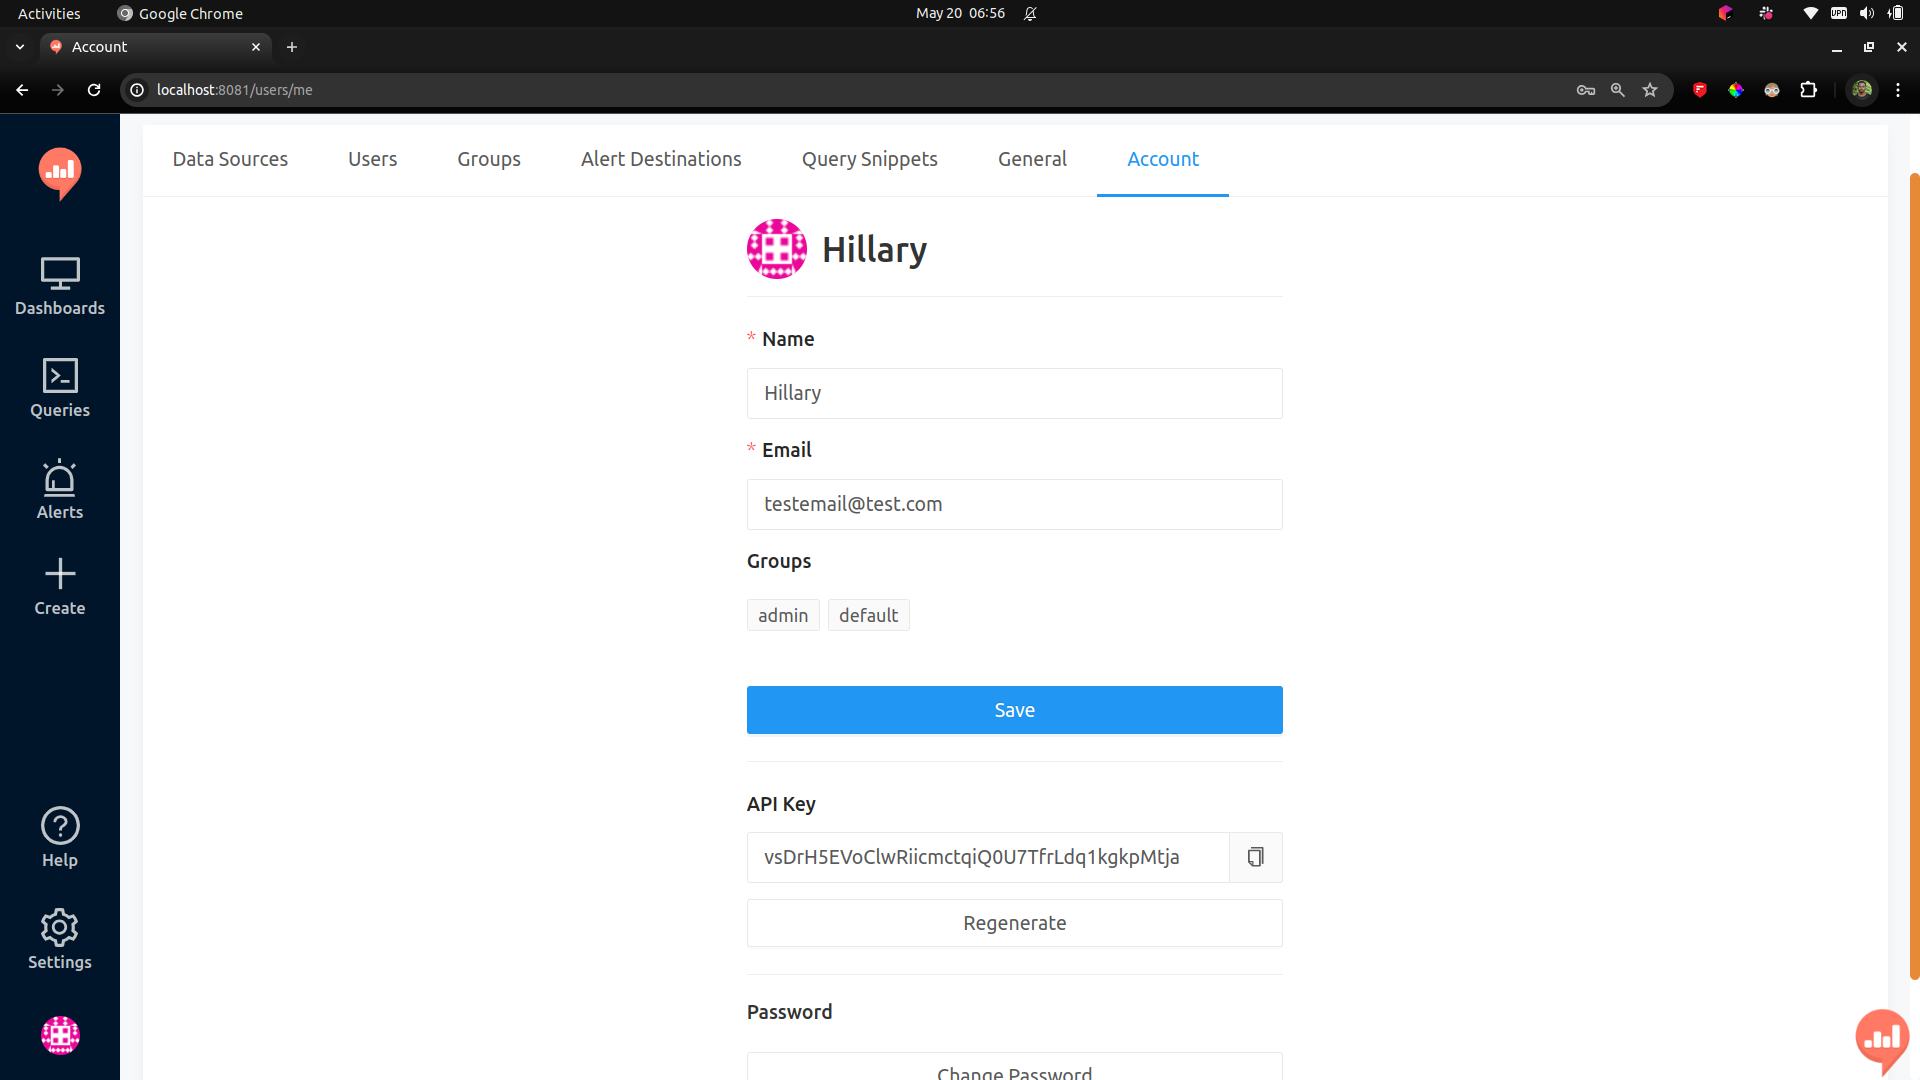 Activities
Google Chrome
May 20 06:56
VPN
Account
localhost:8081/users/me
Data Sources
Users
Groups
Alert Destinations
Query Snippets
General
Account
Dashboards
Queries
Alerts
Create
Help
Settings
Hillary
* Name
Hillary
* Email
testemail@test.com
Groups
admin
default
Save
API Key
vsDrH5EVoClwRiicmctqiQ0U7TfrLdq1kgkpMtja
Regenerate
Password
Change Password